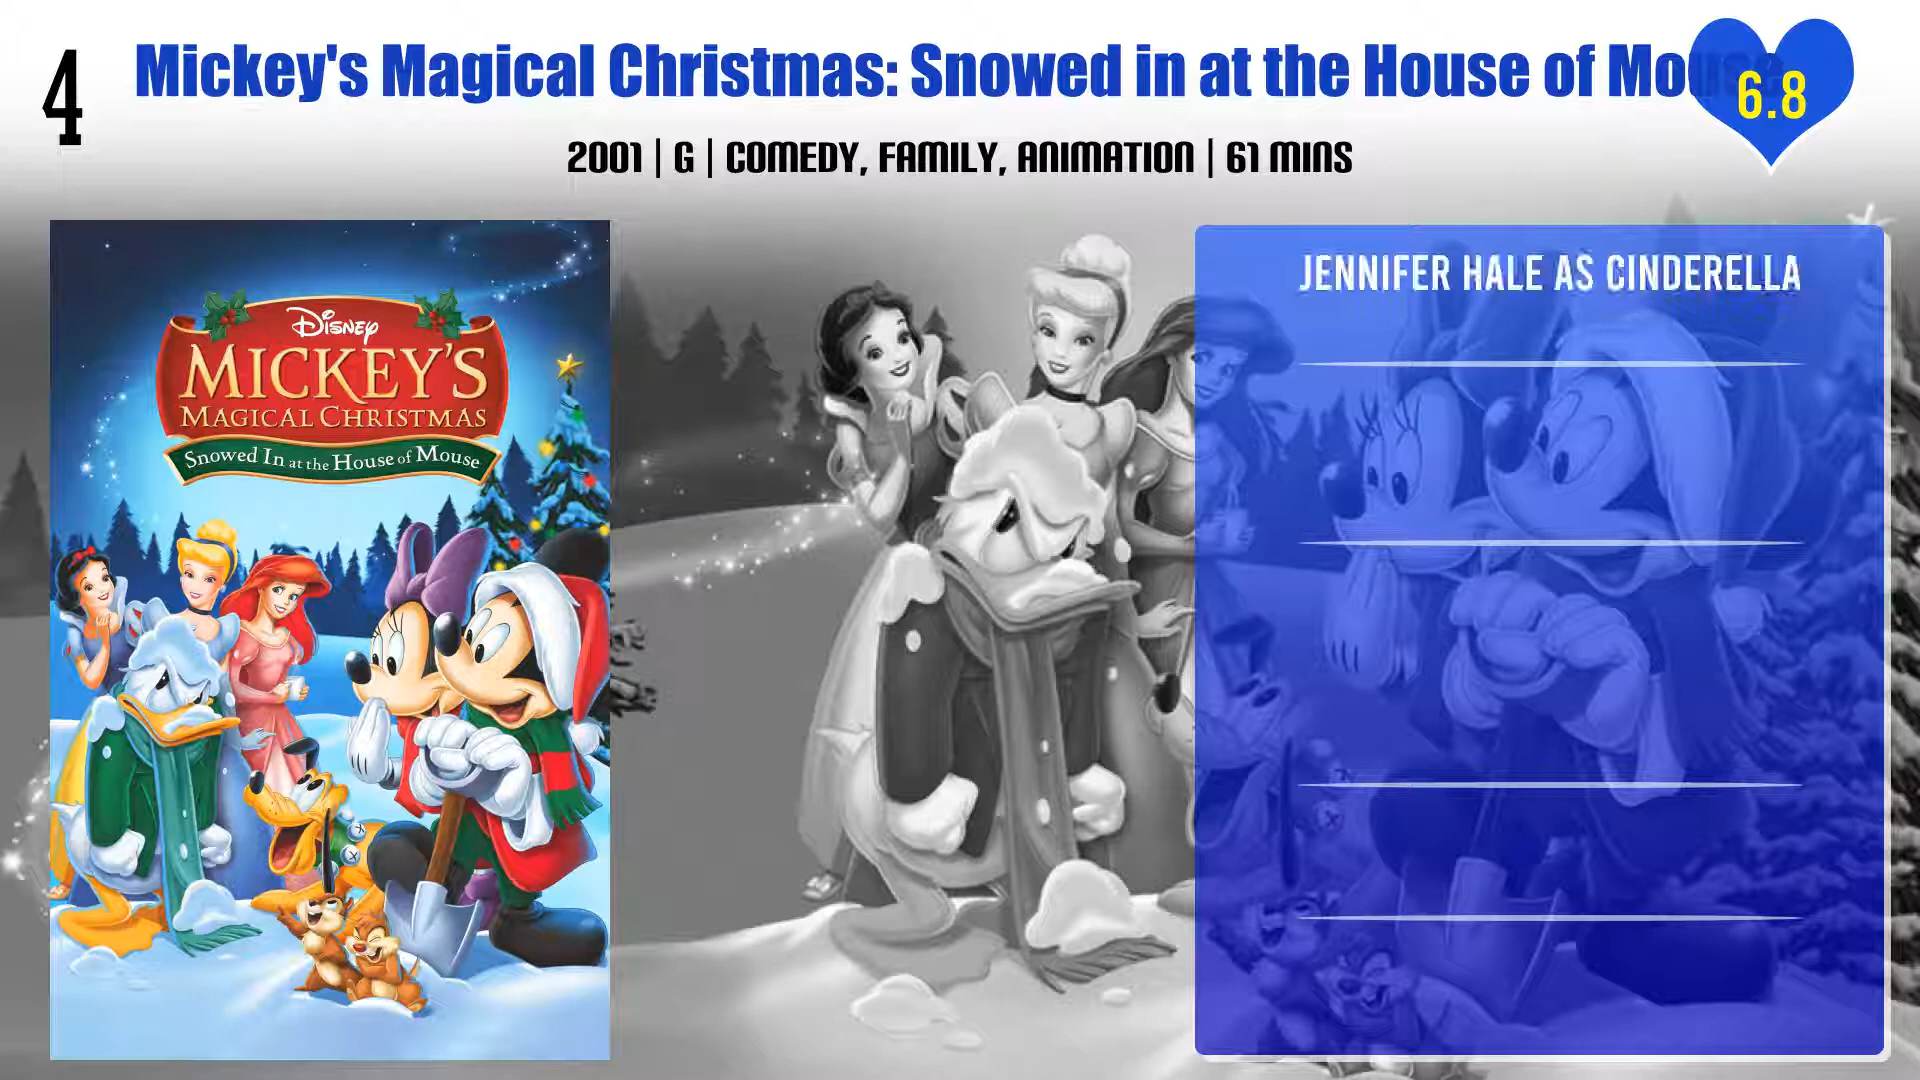 4
Mickey's Magical Christmas: Snowed in at the House of Mouse
6.8
2001 | G | COMEDY, FAMILY, ANIMATION | 61 MINS
JENNIFER HALE AS CINDERELLA
DISNEY
MICKEY'S
MAGICAL CHRISTMAS
Snowed In at the House of Mouse